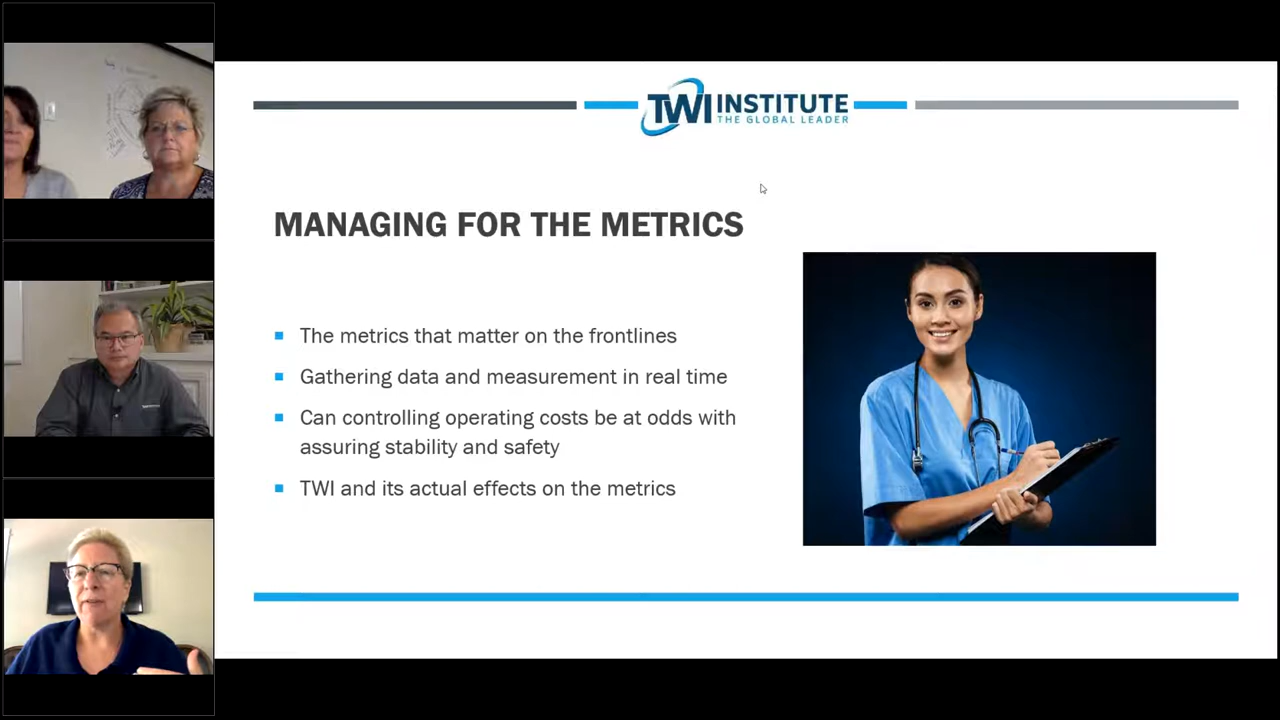 TWI INSTITUTE
THE GLOBAL LEADER
MANAGING FOR THE METRICS
The metrics that matter on the frontlines
Gathering data and measurement in real time
Can controlling operating costs be at odds with
assuring stability and safety
TWI and its actual effects on the metrics